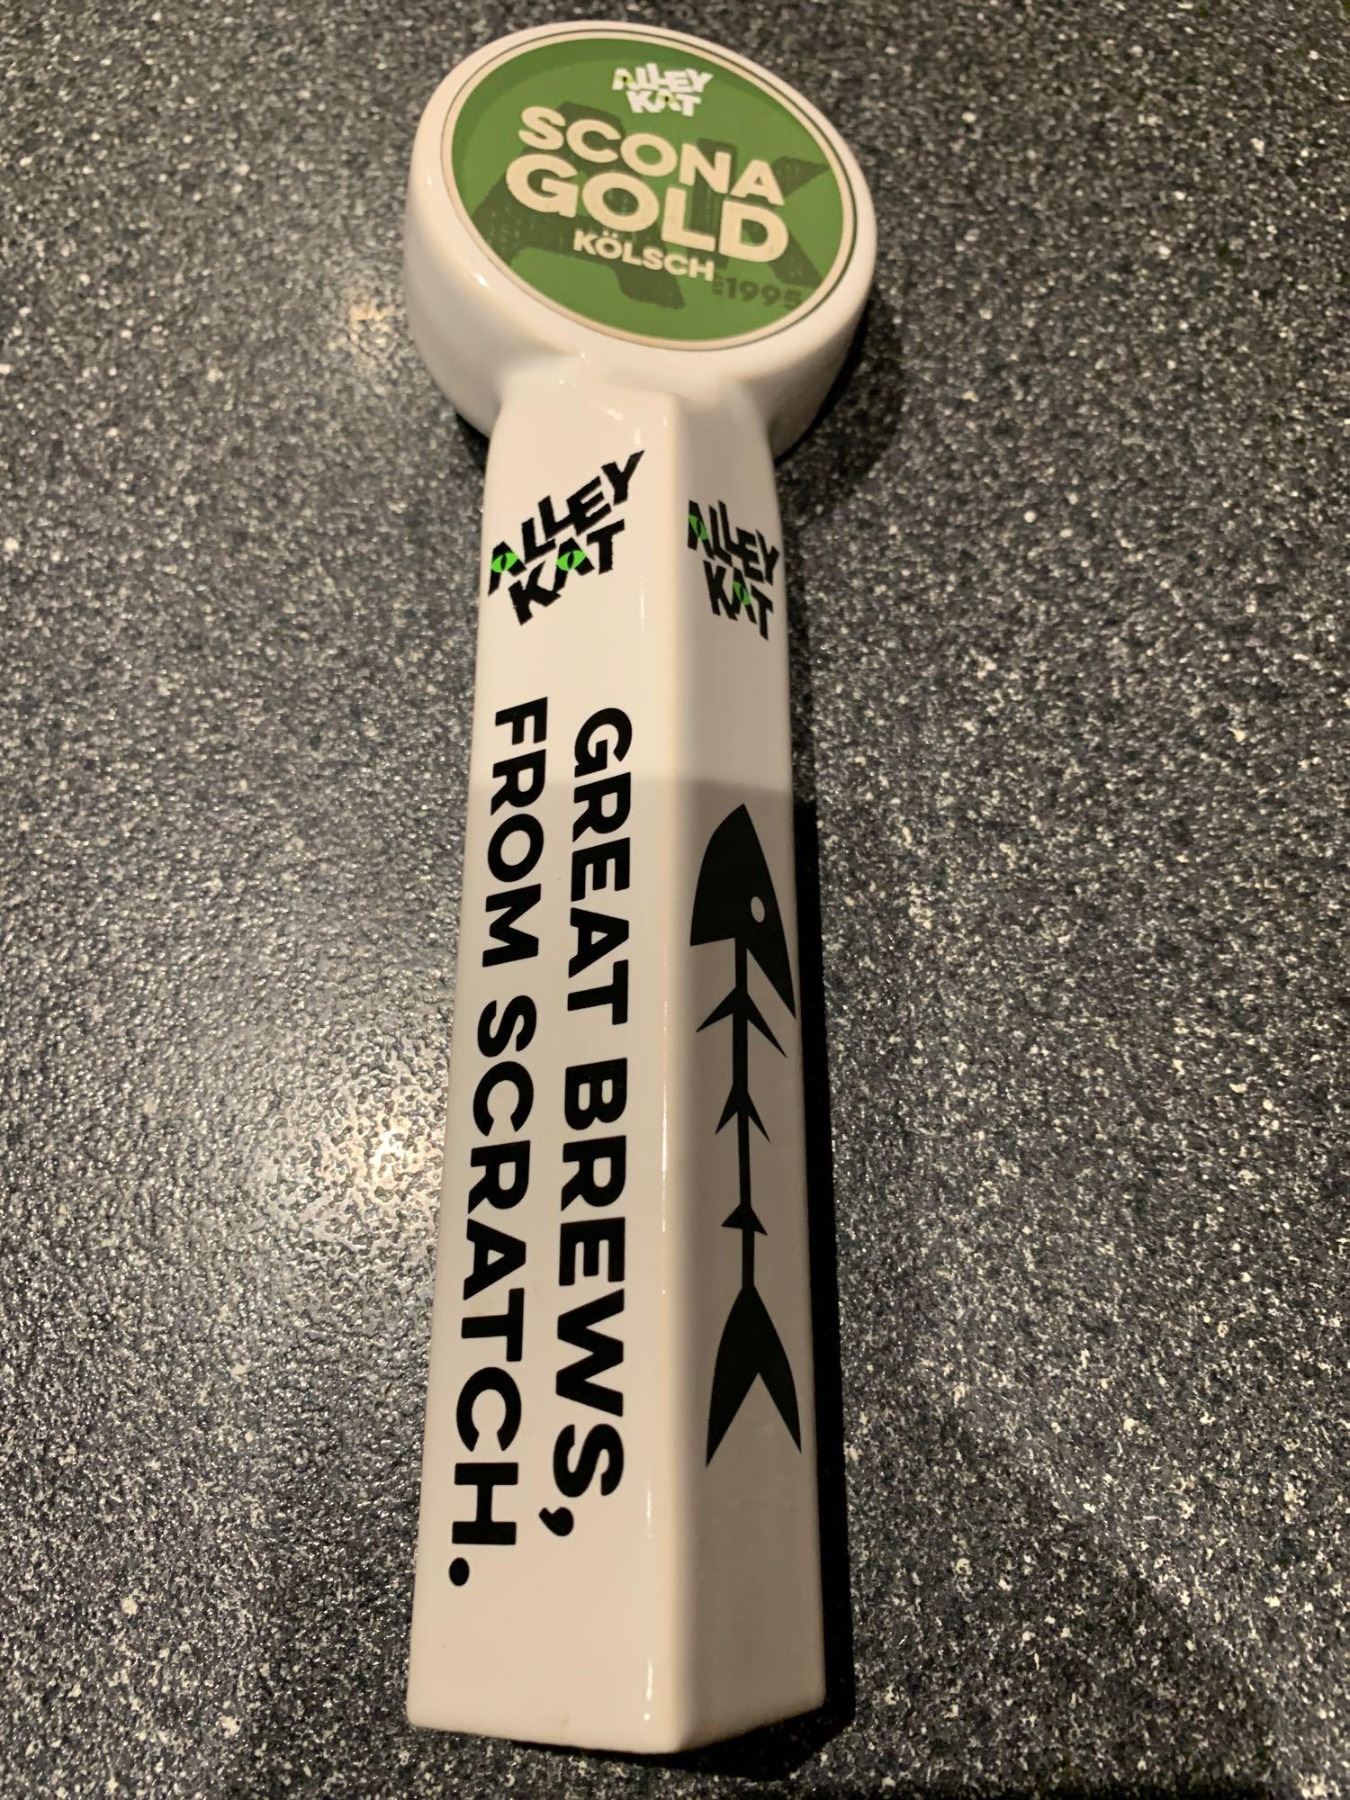 ALLEY
KAT
SCONA
GOLD
KÖLSCH
1995
ALLEY
KAT
ALLEY
KAT
GREAT BREWS,
FROM SCRATCH.